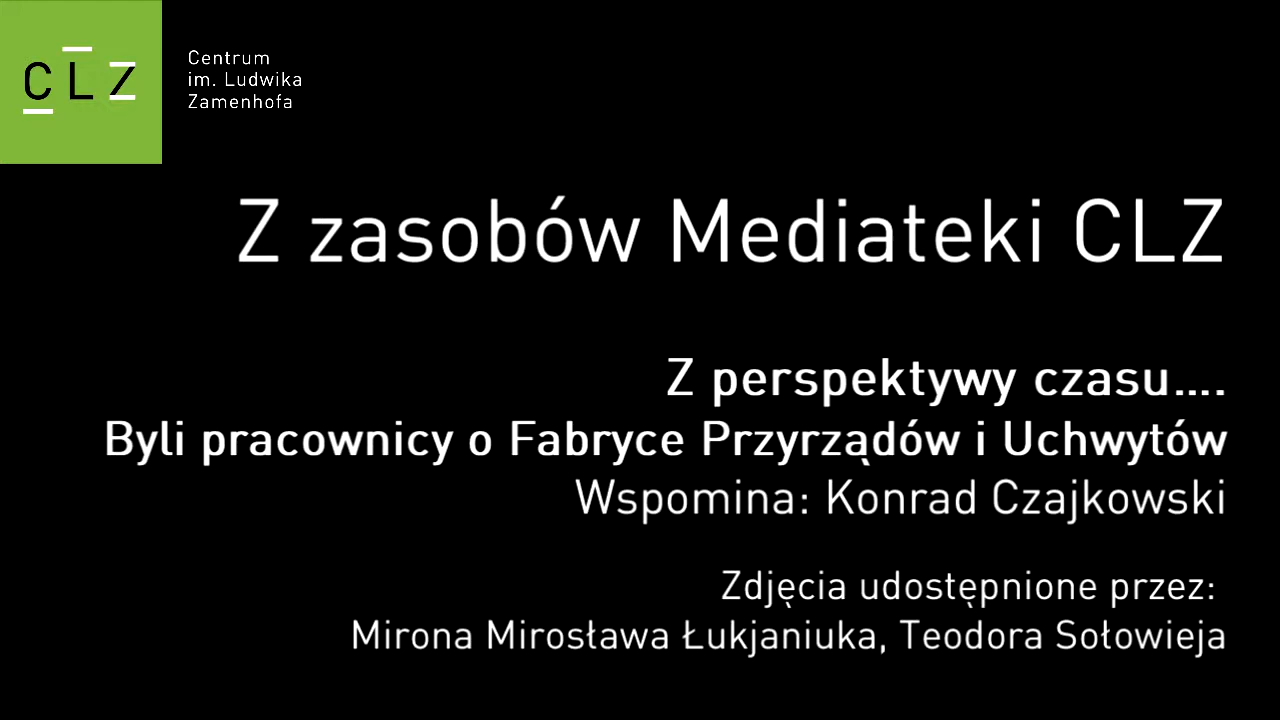 CLZ
Centrum
im. Ludwika
Zamenhofa
Z zasobów Mediateki CLZ
Z perspektywy czasu....
Byli pracownicy o Fabryce Przyrządów i Uchwytów
Wspomina: Konrad Czajkowski
Zdjęcia udostępnione przez:
Mirona Mirosława Łukjaniuka, Teodora Sołowieja